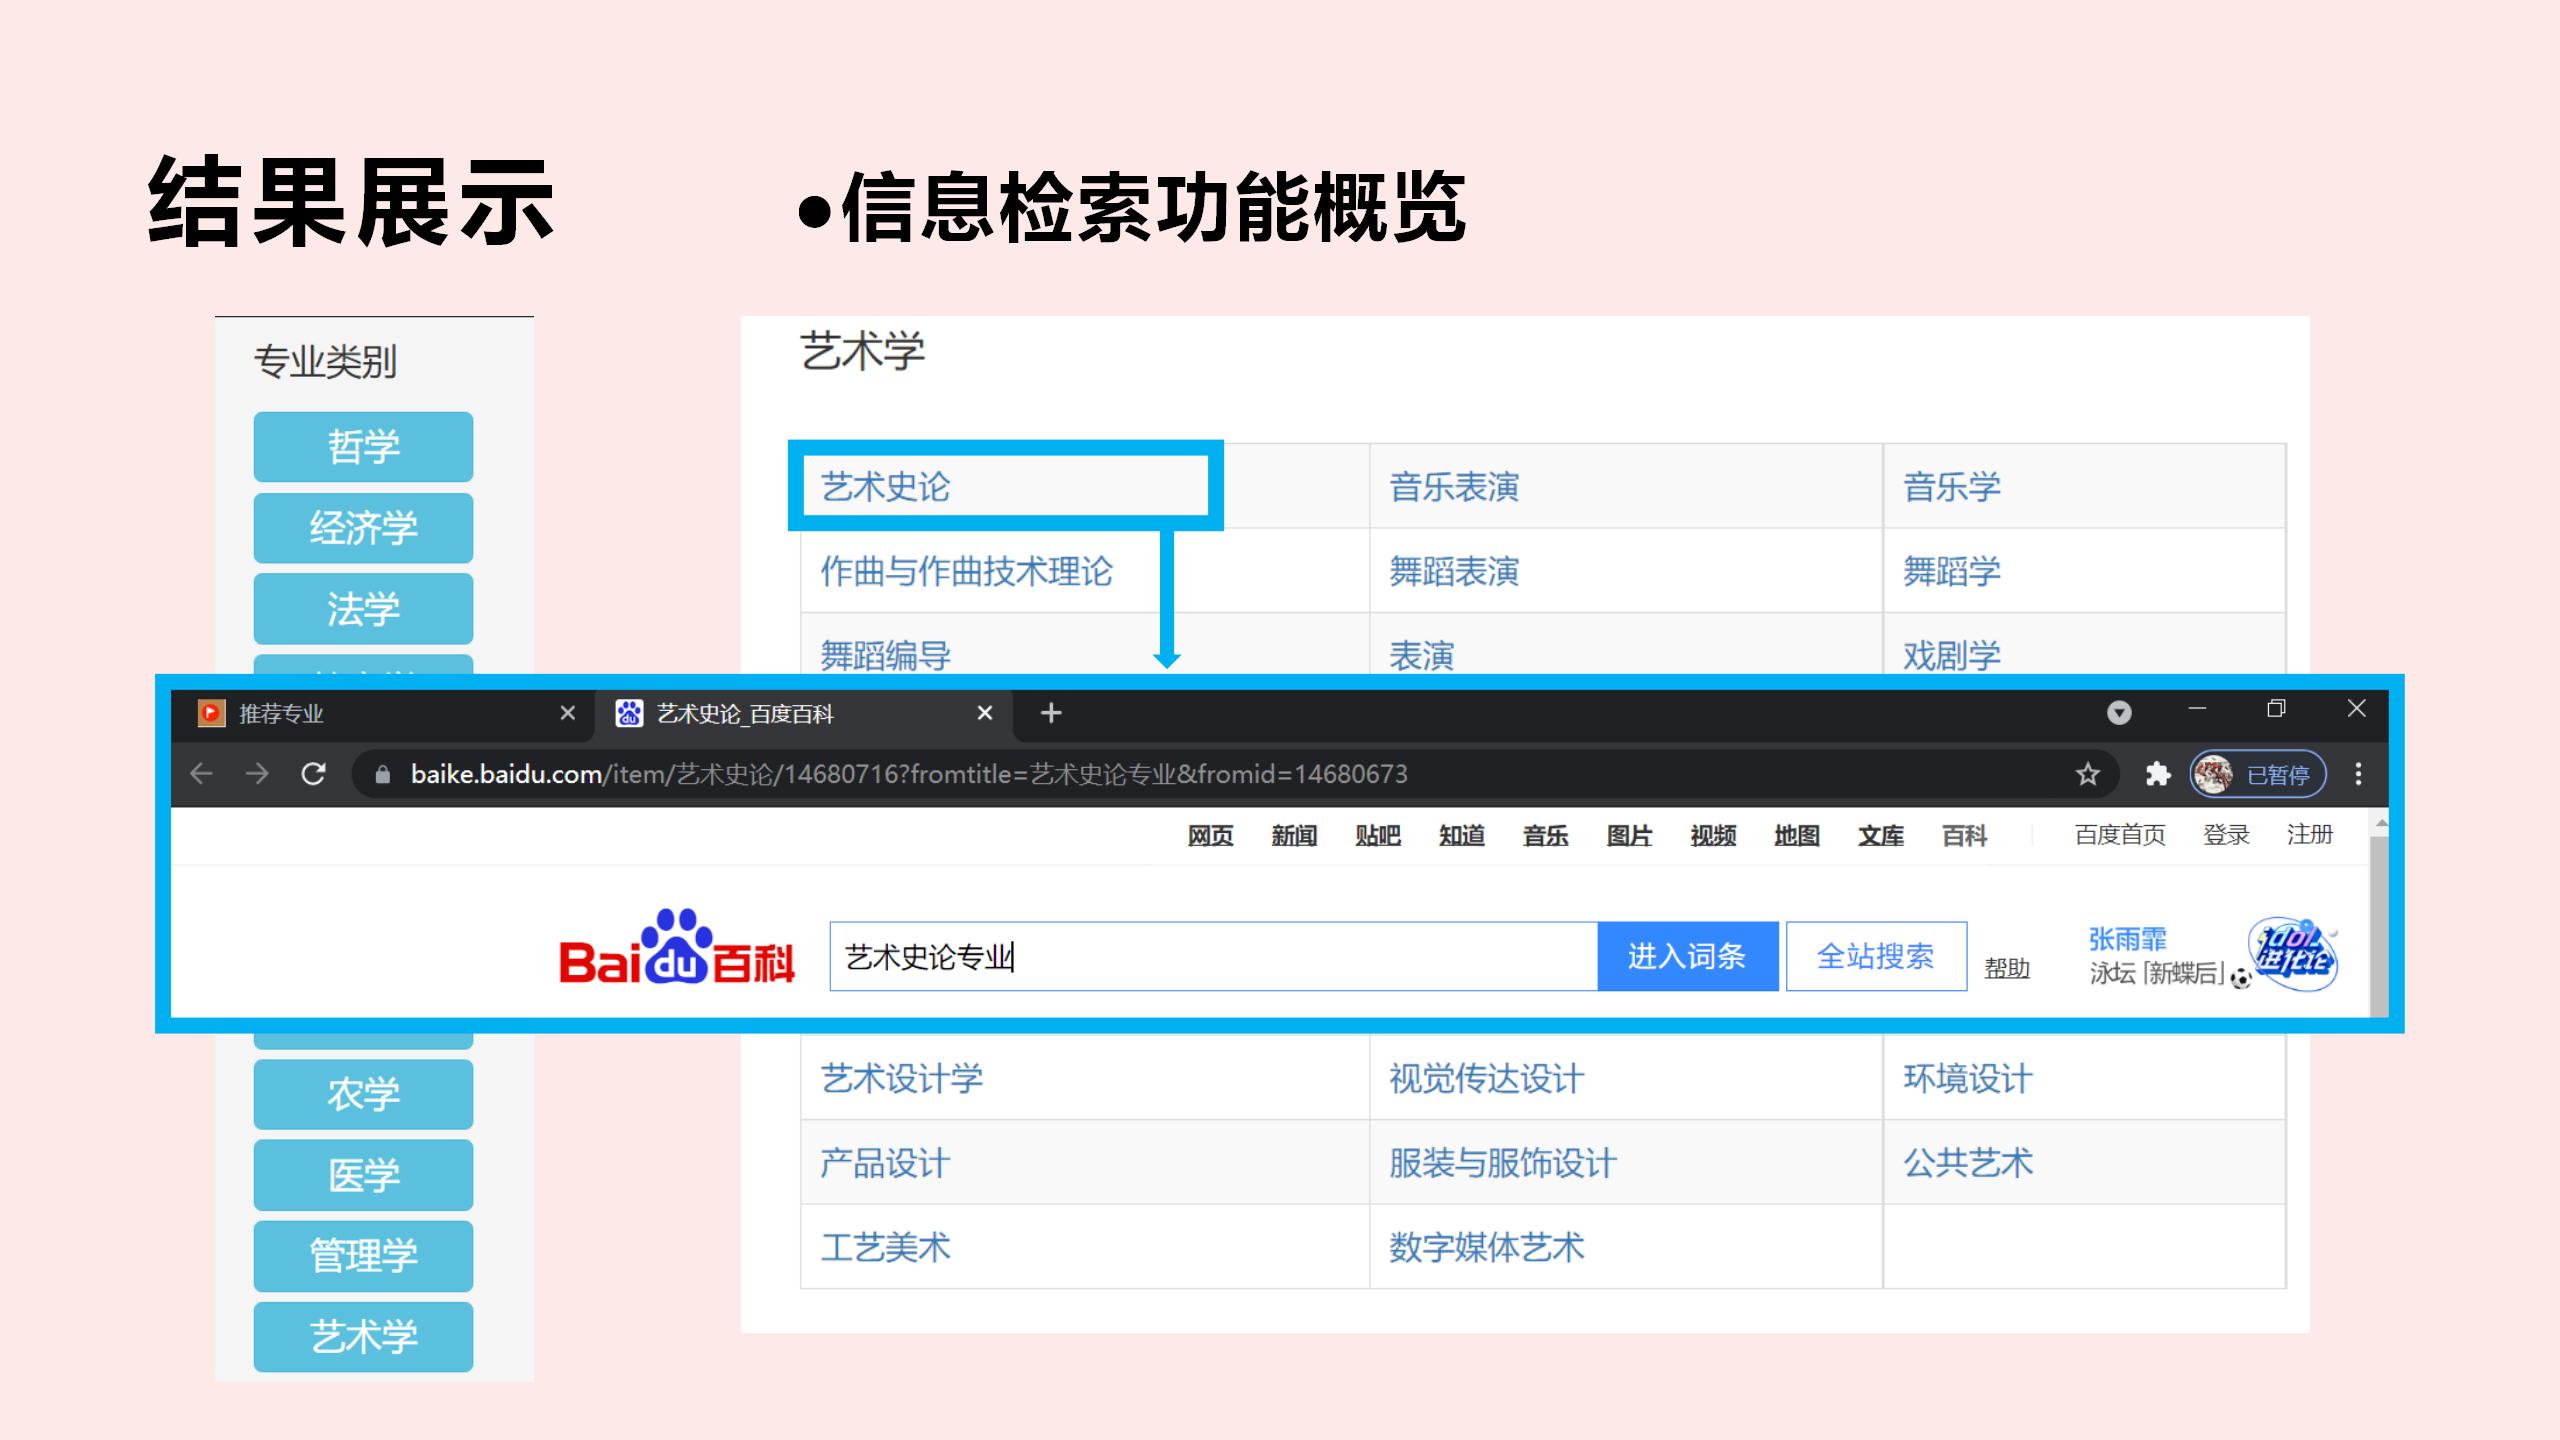 结果展示
•信息检索功能概览
专业类别
哲学
经济学
法学
农学
医学
管理学
艺术学
艺术学
艺术史论 音乐表演 音乐学
作曲与作曲技术理论 舞蹈表演 舞蹈学
舞蹈编导 表演 戏剧学
推荐专业 艺术史论_百度百科
baike.baidu.com/item/艺术史论/14680716?fromtitle=艺术史论专业&fromid=14680673 已暂停
网页 新闻 贴吧 知道 音乐 图片 视频 地图 文库 百科 百度首页 登录 注册
Bai du 百科 艺术史论专业 进入词条 全站搜索 帮助
张雨霏
泳坛「新蝶后」
idol
进化论
艺术设计学 视觉传达设计 环境设计
产品设计 服装与服饰设计 公共艺术
工艺美术 数字媒体艺术